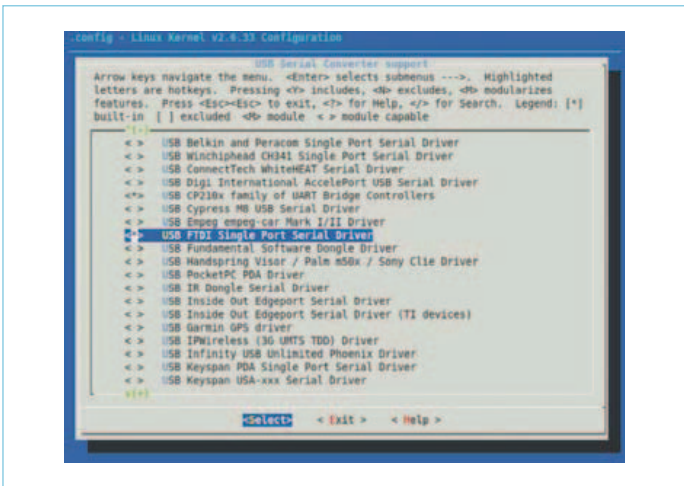 .config - Linux Kernel v2.6.33 Configuration
USB Serial Converter support
Arrow keys navigate the menu. <Enter> selects submenus --->. Highlighted
letters are hotkeys. Pressing <Y> includes, <N> excludes, <M> modularizes
features. Press <Esc><Esc> to exit, <?> for Help, </> for Search. Legend: [*]
built-in [ ] excluded <M> module < > module capable
^(-)
< > USB Belkin and Peracom Single Port Serial Driver
< > USB Winchiphead CH341 Single Port Serial Driver
< > USB ConnectTech WhiteHEAT Serial Driver
< > USB Digi International AccelePort USB Serial Driver
<*> USB CP210x family of UART Bridge Controllers
< > USB Cypress M8 USB Serial Driver
< > USB Empeg empeg-car Mark I/II Driver
<*> USB FTDI Single Port Serial Driver
< > USB Fundamental Software Dongle Driver
< > USB Handspring Visor / Palm m50x / Sony Clie Driver
< > USB PocketPC PDA Driver
< > USB IR Dongle Serial Driver
< > USB Inside Out Edgeport Serial Driver
< > USB Inside Out Edgeport Serial Driver (TI devices)
< > USB Garmin GPS driver
< > USB IPWireless (3G UMTS TDD) Driver
< > USB Infinity USB Unlimited Phoenix Driver
< > USB Keyspan PDA Single Port Serial Driver
< > USB Keyspan USA-xxx Serial Driver
v(+)
<Select> < Exit > < Help >